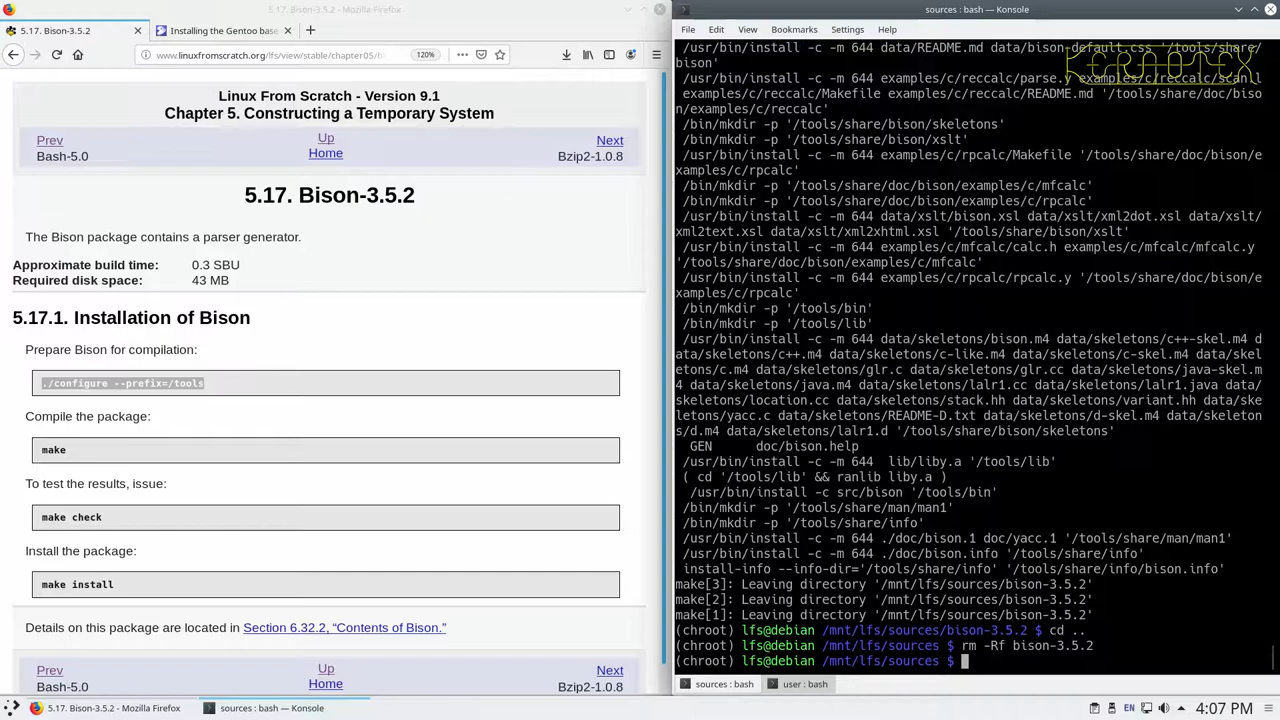 5.17. Bison-3.5.2 - Mozilla Firefox
5.17. Bison-3.5.2
Installing the Gentoo base
www.linuxfromscratch.org/lfs/view/stable/chapter05/b
120%
Linux From Scratch - Version 9.1
Chapter 5. Constructing a Temporary System
Prev
Up
Next
Bash-5.0
Home
Bzip2-1.0.8
5.17. Bison-3.5.2
The Bison package contains a parser generator.
Approximate build time: 0.3 SBU
Required disk space: 43 MB
5.17.1. Installation of Bison
Prepare Bison for compilation:
./configure --prefix=/tools
Compile the package:
make
To test the results, issue:
make check
Install the package:
make install
Details on this package are located in Section 6.32.2, “Contents of Bison.”
Prev
Up
Next
Bash-5.0
Home
Bzip2-1.0.8
sources : bash — Konsole
File Edit View Bookmarks Settings Help
/usr/bin/install -c -m 644 data/README.md data/bison-default.css '/tools/share/
bison'
/usr/bin/install -c -m 644 examples/c/reccalc/parse.y examples/c/reccalc/scan.l
examples/c/reccalc/Makefile examples/c/reccalc/README.md '/tools/share/doc/biso
n/examples/c/reccalc'
/bin/mkdir -p '/tools/share/bison/skeletons'
/bin/mkdir -p '/tools/share/bison/xslt'
/usr/bin/install -c -m 644 examples/c/rpcalc/Makefile '/tools/share/doc/bison/e
xamples/c/rpcalc'
/bin/mkdir -p '/tools/share/doc/bison/examples/c/mfcalc'
/bin/mkdir -p '/tools/share/doc/bison/examples/c/rpcalc'
/usr/bin/install -c -m 644 data/xslt/bison.xsl data/xslt/xml2dot.xsl data/xslt/
xml2text.xsl data/xslt/xml2xhtml.xsl '/tools/share/bison/xslt'
/usr/bin/install -c -m 644 examples/c/mfcalc/calc.h examples/c/mfcalc/mfcalc.y
'/tools/share/doc/bison/examples/c/mfcalc'
/usr/bin/install -c -m 644 examples/c/rpcalc/rpcalc.y '/tools/share/doc/bison/e
xamples/c/rpcalc'
/bin/mkdir -p '/tools/bin'
/bin/mkdir -p '/tools/lib'
/usr/bin/install -c -m 644 data/skeletons/bison.m4 data/skeletons/c++-skel.m4 d
ata/skeletons/c++.m4 data/skeletons/c-like.m4 data/skeletons/c-skel.m4 data/skel
etons/c.m4 data/skeletons/glr.c data/skeletons/glr.cc data/skeletons/java-skel.m
4 data/skeletons/java.m4 data/skeletons/lalr1.cc data/skeletons/lalr1.java data/
skeletons/location.cc data/skeletons/stack.hh data/skeletons/variant.hh data/ske
letons/yacc.c data/skeletons/README-D.txt data/skeletons/d-skel.m4 data/skeleton
s/d.m4 data/skeletons/lalr1.d '/tools/share/bison/skeletons'
GEN doc/bison.help
/usr/bin/install -c -m 644 lib/liby.a '/tools/lib'
( cd '/tools/lib' && ranlib liby.a )
/usr/bin/install -c src/bison '/tools/bin'
/bin/mkdir -p '/tools/share/man/man1'
/bin/mkdir -p '/tools/share/info'
/usr/bin/install -c -m 644 ./doc/bison.1 doc/yacc.1 '/tools/share/man/man1'
/usr/bin/install -c -m 644 ./doc/bison.info '/tools/share/info'
install-info --info-dir='/tools/share/info' '/tools/share/info/bison.info'
make[3]: Leaving directory '/mnt/lfs/sources/bison-3.5.2'
make[2]: Leaving directory '/mnt/lfs/sources/bison-3.5.2'
make[1]: Leaving directory '/mnt/lfs/sources/bison-3.5.2'
(chroot) lfs@debian /mnt/lfs/sources/bison-3.5.2 $ cd ..
(chroot) lfs@debian /mnt/lfs/sources $ rm -Rf bison-3.5.2
(chroot) lfs@debian /mnt/lfs/sources $
sources : bash
user : bash
5.17. Bison-3.5.2 - Mozilla Firefox
sources : bash — Konsole
EN
4:07 PM